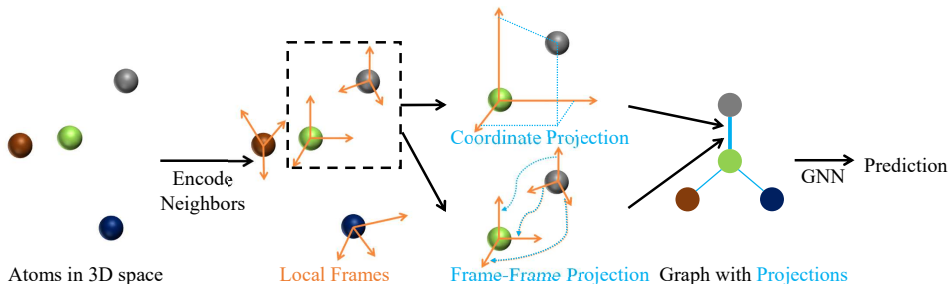 Encode
Neighbors
Coordinate Projection
GNN
Prediction
Atoms in 3D space
Local Frames
Frame-Frame Projection
Graph with Projections